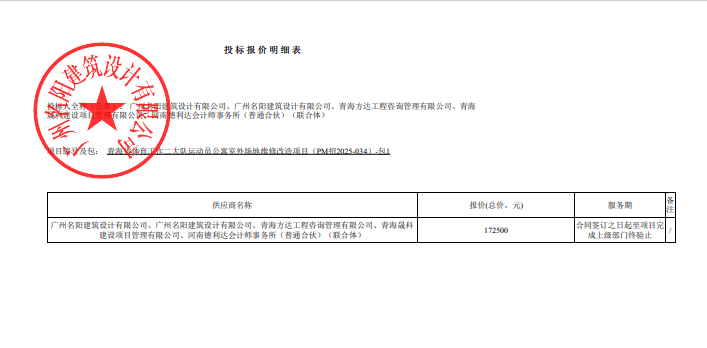 投标报价明细表
广州名阳建筑设计有限公司
投标人全称 广州名阳建筑设计有限公司、广州名阳建筑设计有限公司、青海方达工程咨询管理有限公司、青海
晟科建设项目管理有限公司、河南德利达会计师事务所（普通合伙）（联合体）
项目编号及包： 青海省体育工作二大队运动员公寓室外场地维修改造项目（PM招2025-034）-包1
供应商名称 报价(总价，元) 服务期 备注
广州名阳建筑设计有限公司、广州名阳建筑设计有限公司、青海方达工程咨询管理有限公司、青海晟科
建设项目管理有限公司、河南德利达会计师事务所（普通合伙）（联合体）
172500
合同签订之日起至项目完
成上级部门终验止
/